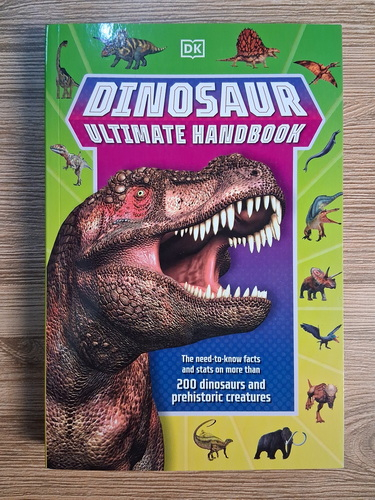 DK
DINOSAUR
ULTIMATE HANDBOOK
The need-to-know facts
and stats on more than
200 dinosaurs and
prehistoric creatures